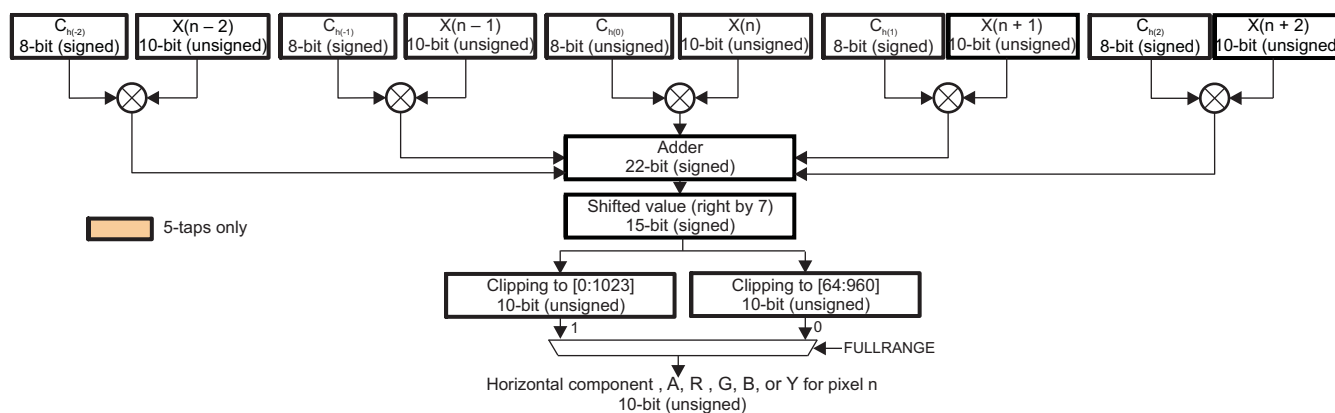 C_h(-2)
8-bit (signed)
X(n – 2)
10-bit (unsigned)
C_h(-1)
8-bit (signed)
X(n – 1)
10-bit (unsigned)
C_h(0)
8-bit (signed)
X(n)
10-bit (unsigned)
C_h(1)
8-bit (signed)
X(n + 1)
10-bit (unsigned)
C_h(2)
8-bit (signed)
X(n + 2)
10-bit (unsigned)
Adder
22-bit (signed)
Shifted value (right by 7)
15-bit (signed)
5-taps only
Clipping to [0:1023]
10-bit (unsigned)
Clipping to [64:960]
10-bit (unsigned)
1
0
FULLRANGE
Horizontal component , A, R , G, B, or Y for pixel n
10-bit (unsigned)